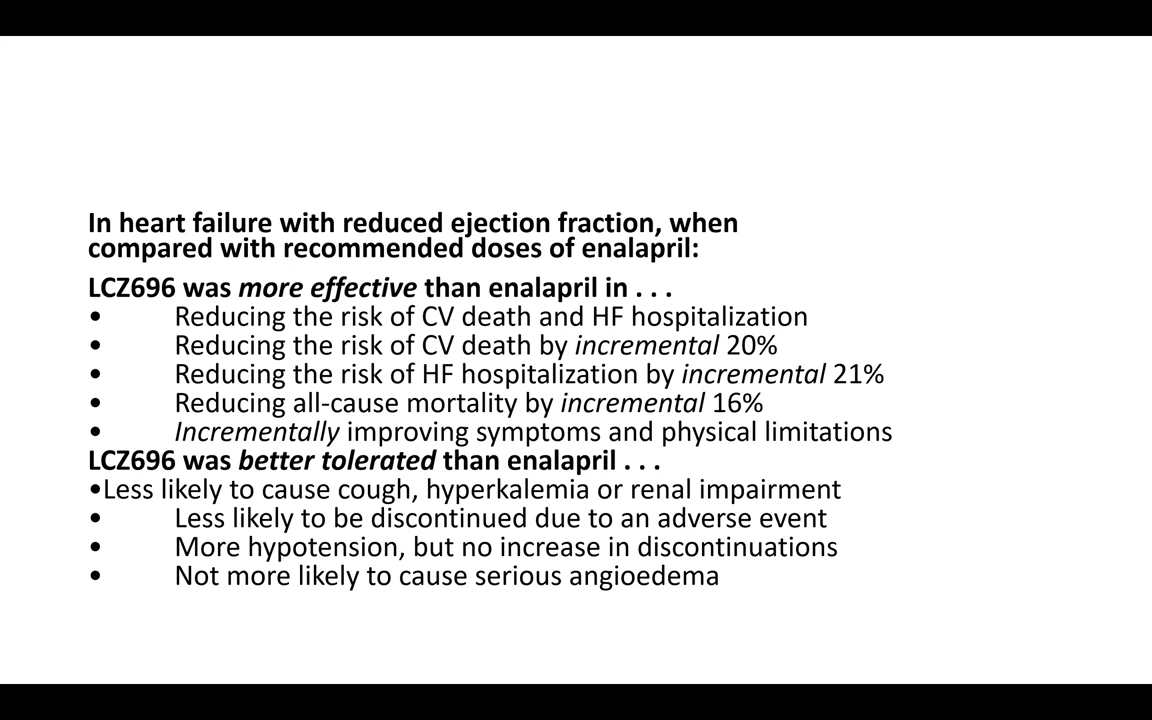 In heart failure with reduced ejection fraction, when
compared with recommended doses of enalapril:
LCZ696 was more effective than enalapril in . . .
• Reducing the risk of CV death and HF hospitalization
• Reducing the risk of CV death by incremental 20%
• Reducing the risk of HF hospitalization by incremental 21%
• Reducing all-cause mortality by incremental 16%
• Incrementally improving symptoms and physical limitations
LCZ696 was better tolerated than enalapril . . .
•Less likely to cause cough, hyperkalemia or renal impairment
• Less likely to be discontinued due to an adverse event
• More hypotension, but no increase in discontinuations
• Not more likely to cause serious angioedema